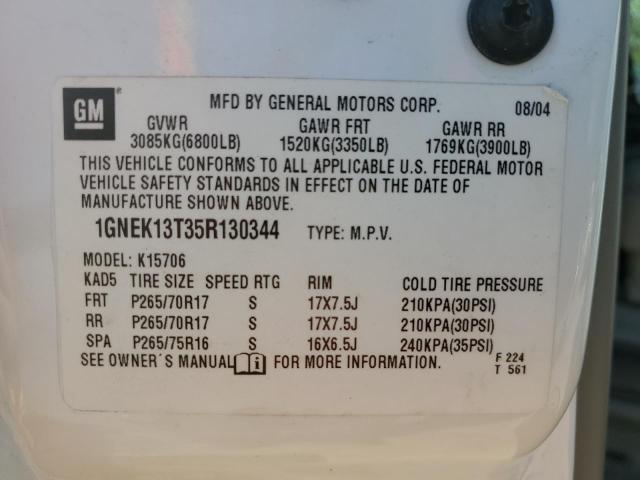 GM
MFD BY GENERAL MOTORS CORP. 08/04
GVWR GAWR FRT GAWR RR
3085KG(6800LB) 1520KG(3350LB) 1769KG(3900LB)
THIS VEHICLE CONFORMS TO ALL APPLICABLE U.S. FEDERAL MOTOR
VEHICLE SAFETY STANDARDS IN EFFECT ON THE DATE OF
MANUFACTURE SHOWN ABOVE.
1GNEK13T35R130344 TYPE: M.P.V.
MODEL: K15706
KAD5 TIRE SIZE SPEED RTG RIM COLD TIRE PRESSURE
FRT P265/70R17 S 17X7.5J 210KPA(30PSI)
RR P265/70R17 S 17X7.5J 210KPA(30PSI)
SPA P265/75R16 S 16X6.5J 240KPA(35PSI)
SEE OWNER´S MANUAL FOR MORE INFORMATION.
F 224
T 561